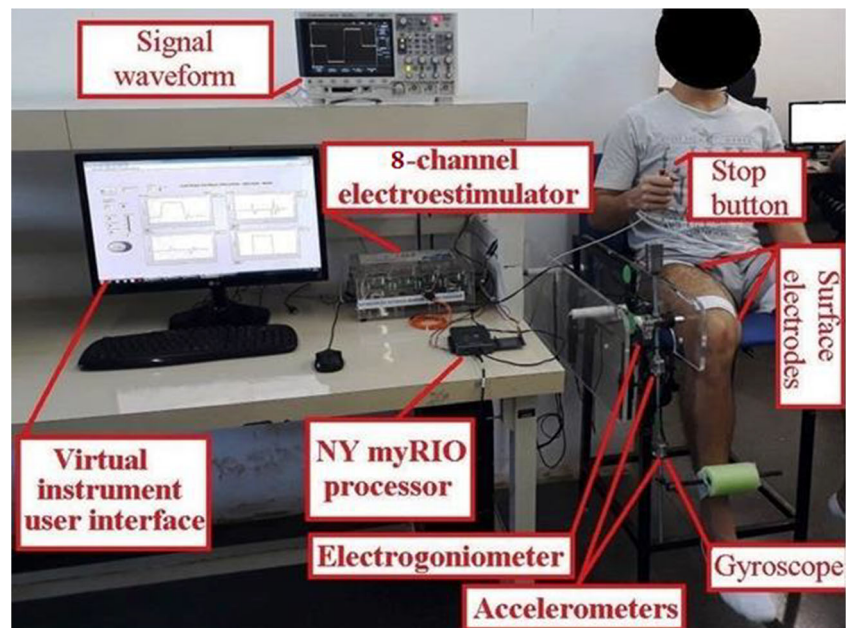 Signal
waveform
8-channel
electroestimulator
Stop
button
Surface
electrodes
Virtual
instrument
user interface
NY myRIO
processor
Electrogoniometer
Gyroscope
Accelerometers